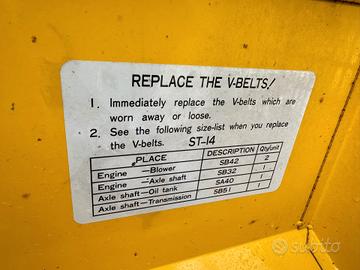 REPLACE THE V-BELTS!
1. Immediately replace the V-belts which are
worn away or loose.
2. See the following size-list when you replace
the V-belts. ST-14
PLACE DESCRIPTION Qty/unit
Engine —Blower SB42 2
Engine —Axle shaft SB32 1
Axle shaft—Oil tank SA40 1
Axle shaft—Transmission SB51 1
subito